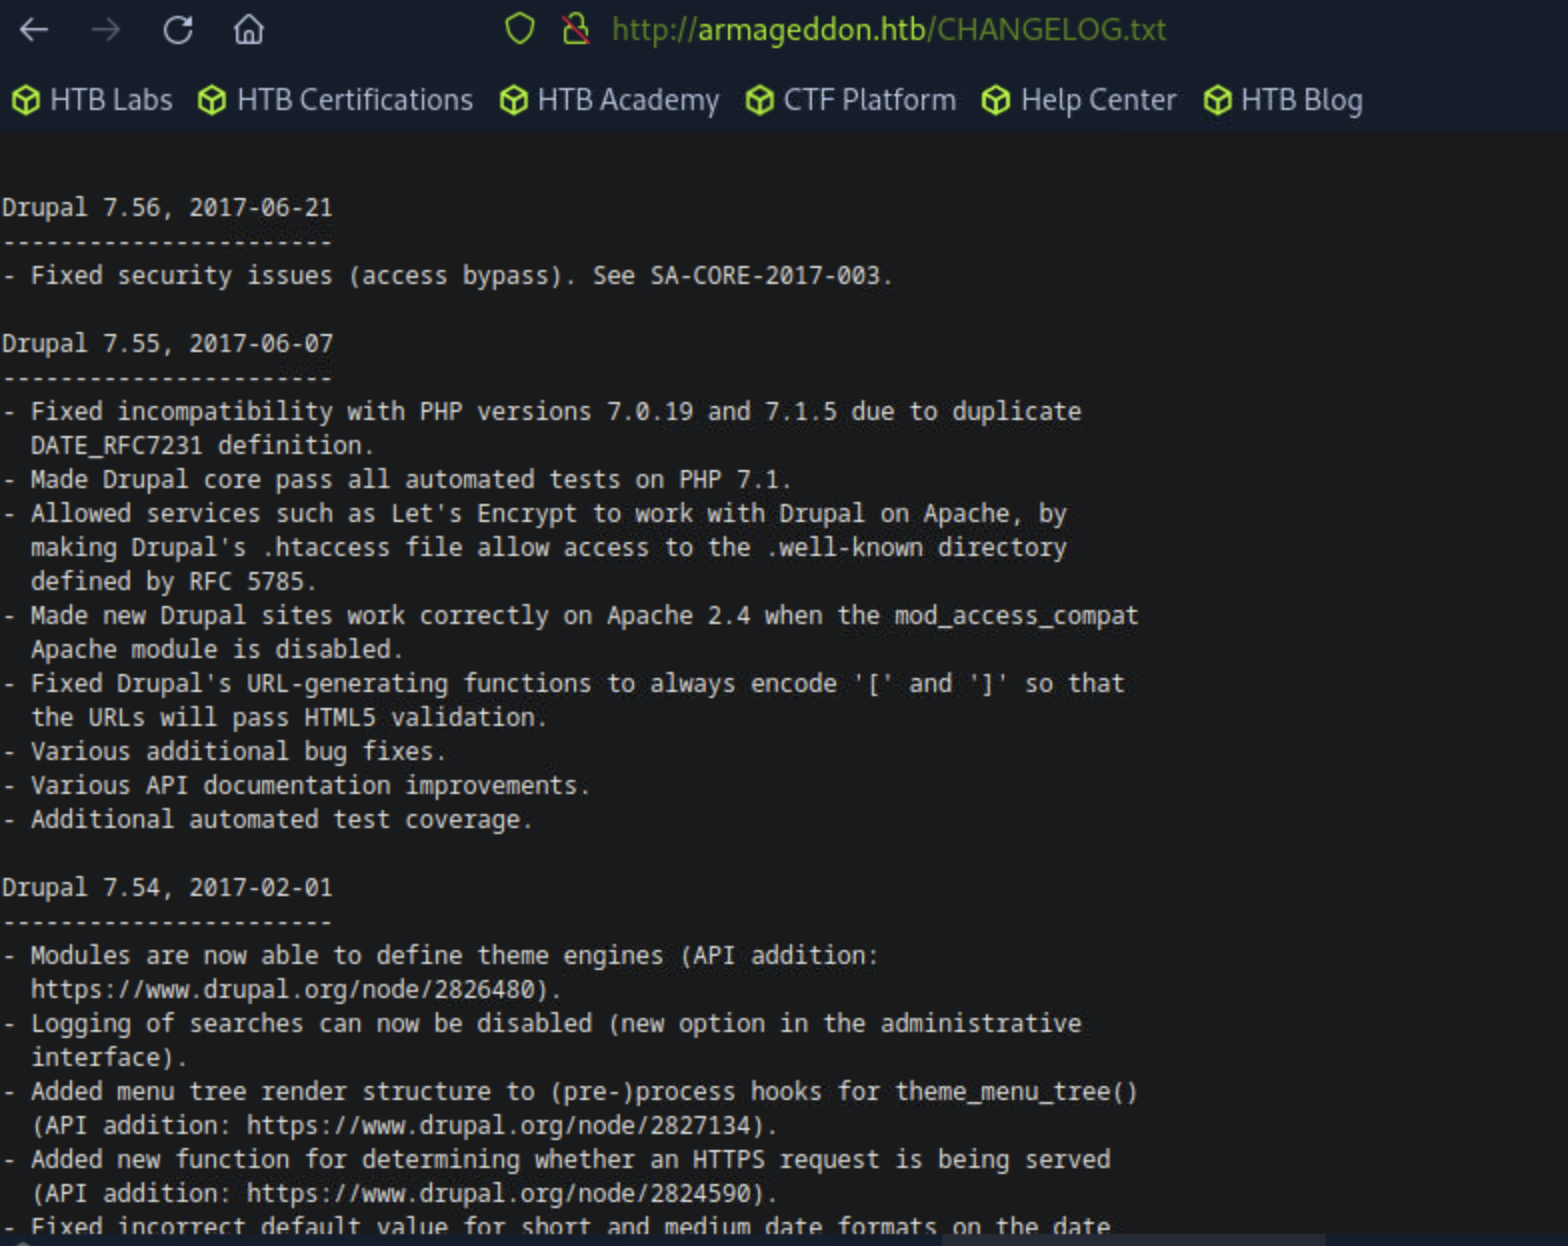 http://armageddon.htb/CHANGELOG.txt
HTB Labs HTB Certifications HTB Academy CTF Platform Help Center HTB Blog
Drupal 7.56, 2017-06-21
-----------------------
- Fixed security issues (access bypass). See SA-CORE-2017-003.
Drupal 7.55, 2017-06-07
-----------------------
- Fixed incompatibility with PHP versions 7.0.19 and 7.1.5 due to duplicate
DATE_RFC7231 definition.
- Made Drupal core pass all automated tests on PHP 7.1.
- Allowed services such as Let's Encrypt to work with Drupal on Apache, by
making Drupal's .htaccess file allow access to the .well-known directory
defined by RFC 5785.
- Made new Drupal sites work correctly on Apache 2.4 when the mod_access_compat
Apache module is disabled.
- Fixed Drupal's URL-generating functions to always encode '[' and ']' so that
the URLs will pass HTML5 validation.
- Various additional bug fixes.
- Various API documentation improvements.
- Additional automated test coverage.
Drupal 7.54, 2017-02-01
-----------------------
- Modules are now able to define theme engines (API addition:
https://www.drupal.org/node/2826480).
- Logging of searches can now be disabled (new option in the administrative
interface).
- Added menu tree render structure to (pre-)process hooks for theme_menu_tree()
(API addition: https://www.drupal.org/node/2827134).
- Added new function for determining whether an HTTPS request is being served
(API addition: https://www.drupal.org/node/2824590).
- Fixed incorrect default value for short and medium date formats on the date